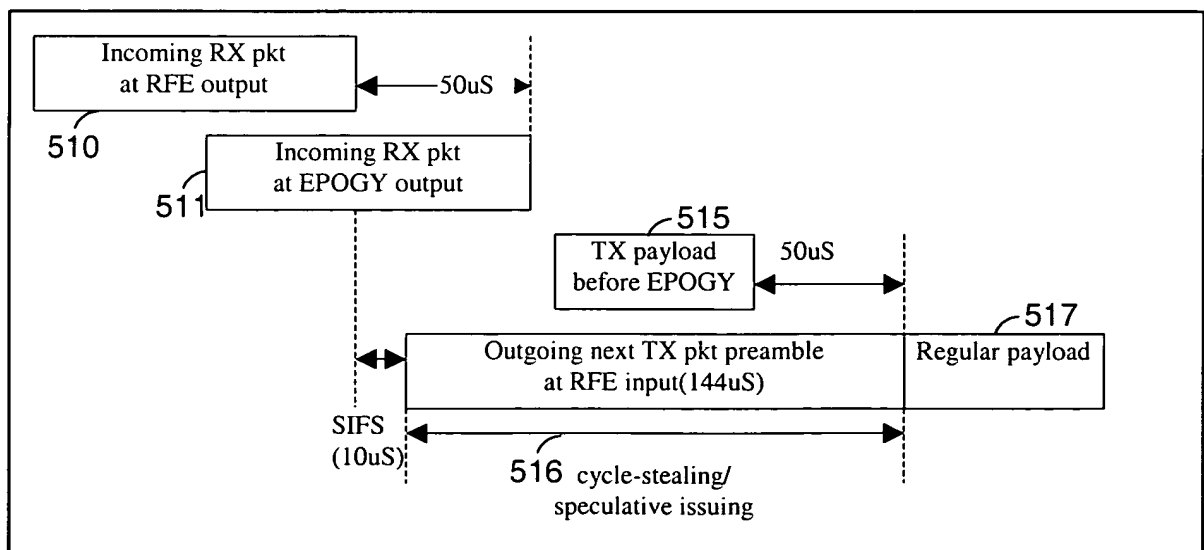 Incoming RX pkt
at RFE output
50uS
510
Incoming RX pkt
at EPOGY output
511
515
TX payload
before EPOGY
50uS
517
Outgoing next TX pkt preamble
at RFE input(144uS)
Regular payload
SIFS
(10uS)
516
cycle-stealing/
speculative issuing